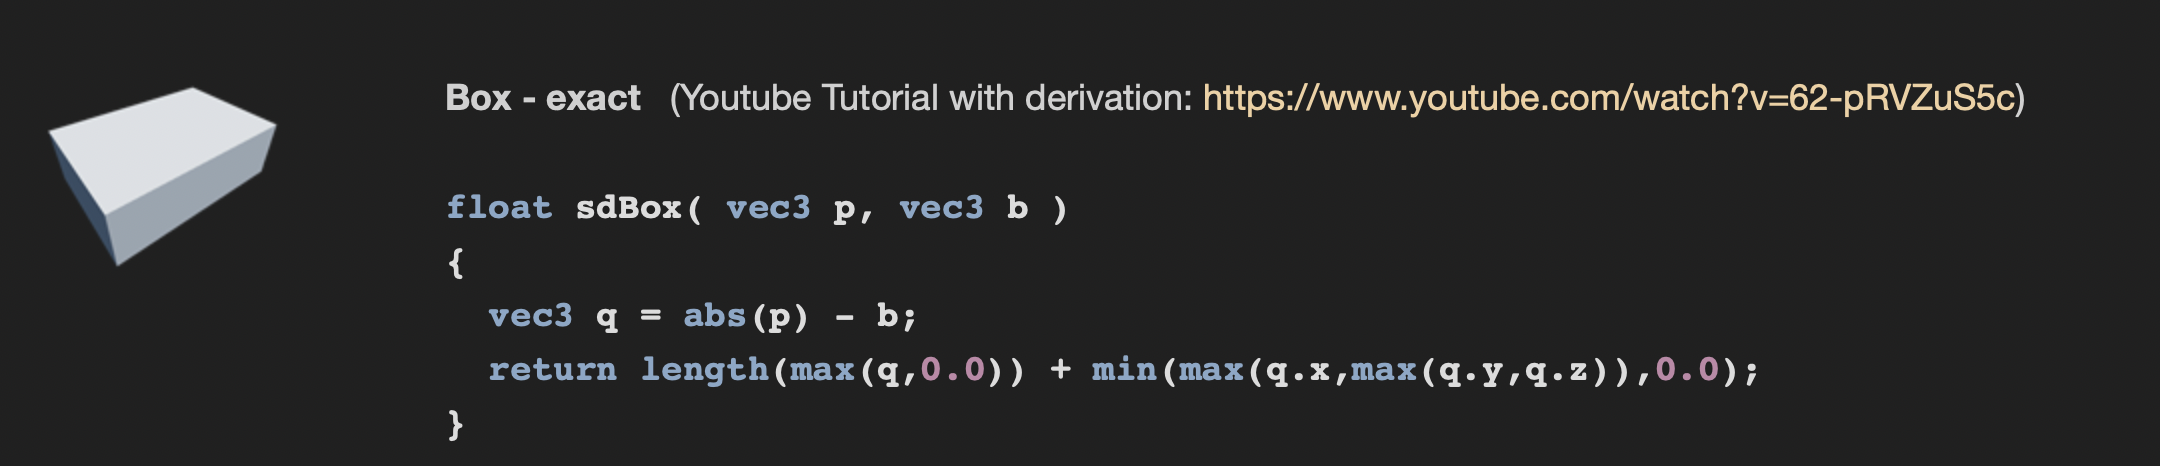 Box - exact (Youtube Tutorial with derivation: https://www.youtube.com/watch?v=62-pRVZuS5c)
float sdBox( vec3 p, vec3 b )
{
  vec3 q = abs(p) - b;
  return length(max(q,0.0)) + min(max(q.x,max(q.y,q.z)),0.0);
}